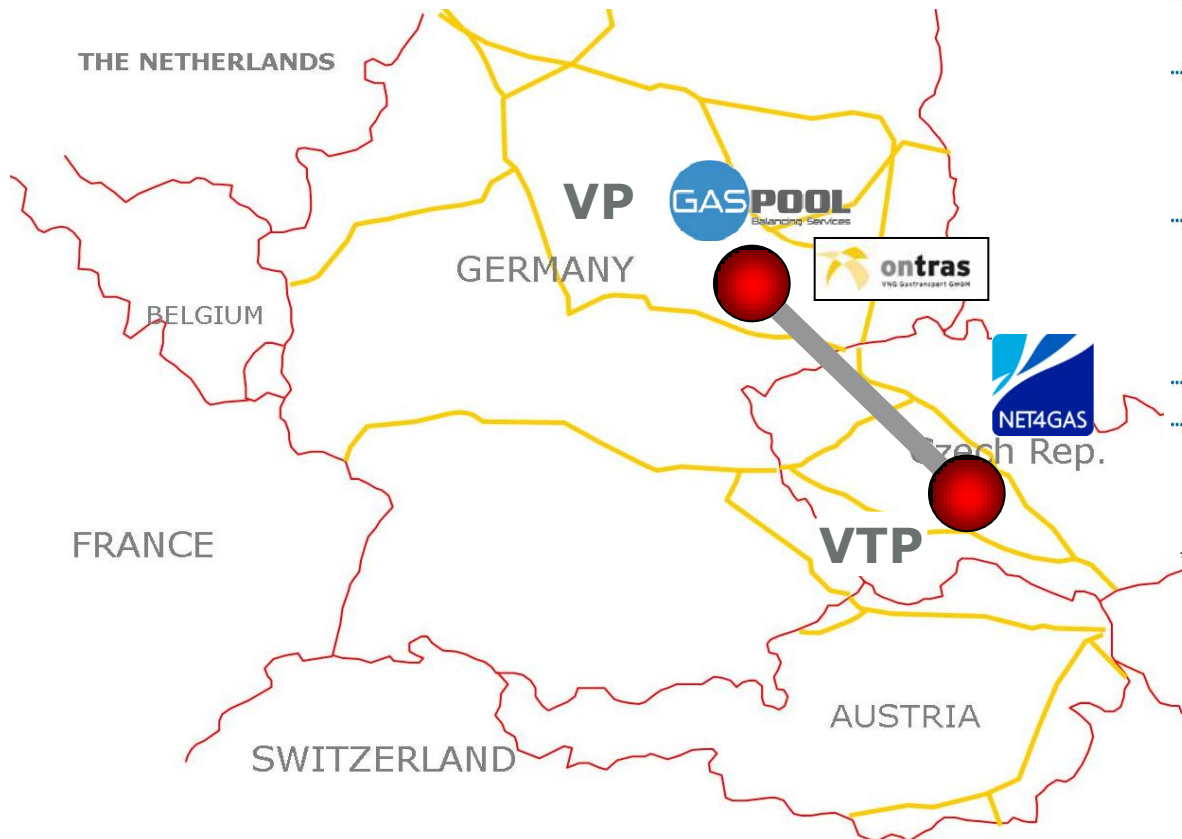 THE NETHERLANDS
VP
GASPOOL
Balancing Services
GERMANY
ontras
VNG Gastransport GmbH
BELGIUM
NET4GAS
Czech Rep.
FRANCE
VTP
AUSTRIA
SWITZERLAND